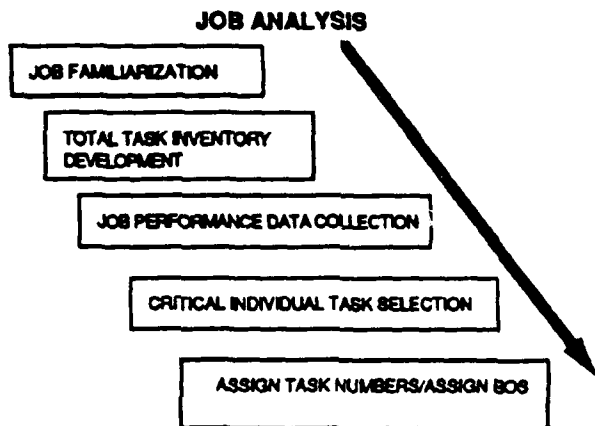 JOB ANALYSIS
JOB FAMILIARIZATION
TOTAL TASK INVENTORY
DEVELOPMENT
JOB PERFORMANCE DATA COLLECTION
CRITICAL INDIVIDUAL TASK SELECTION
ASSIGN TASK NUMBERS/ASSIGN BOS